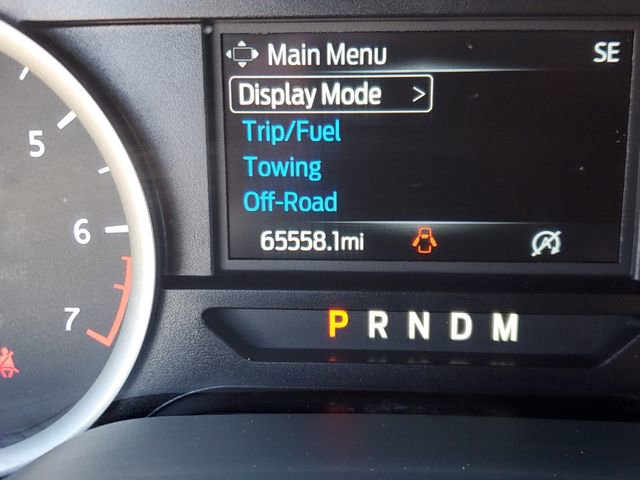 Main Menu SE
Display Mode >
Trip/Fuel
Towing
Off-Road
65558.1mi
5
6
7
P R N D M